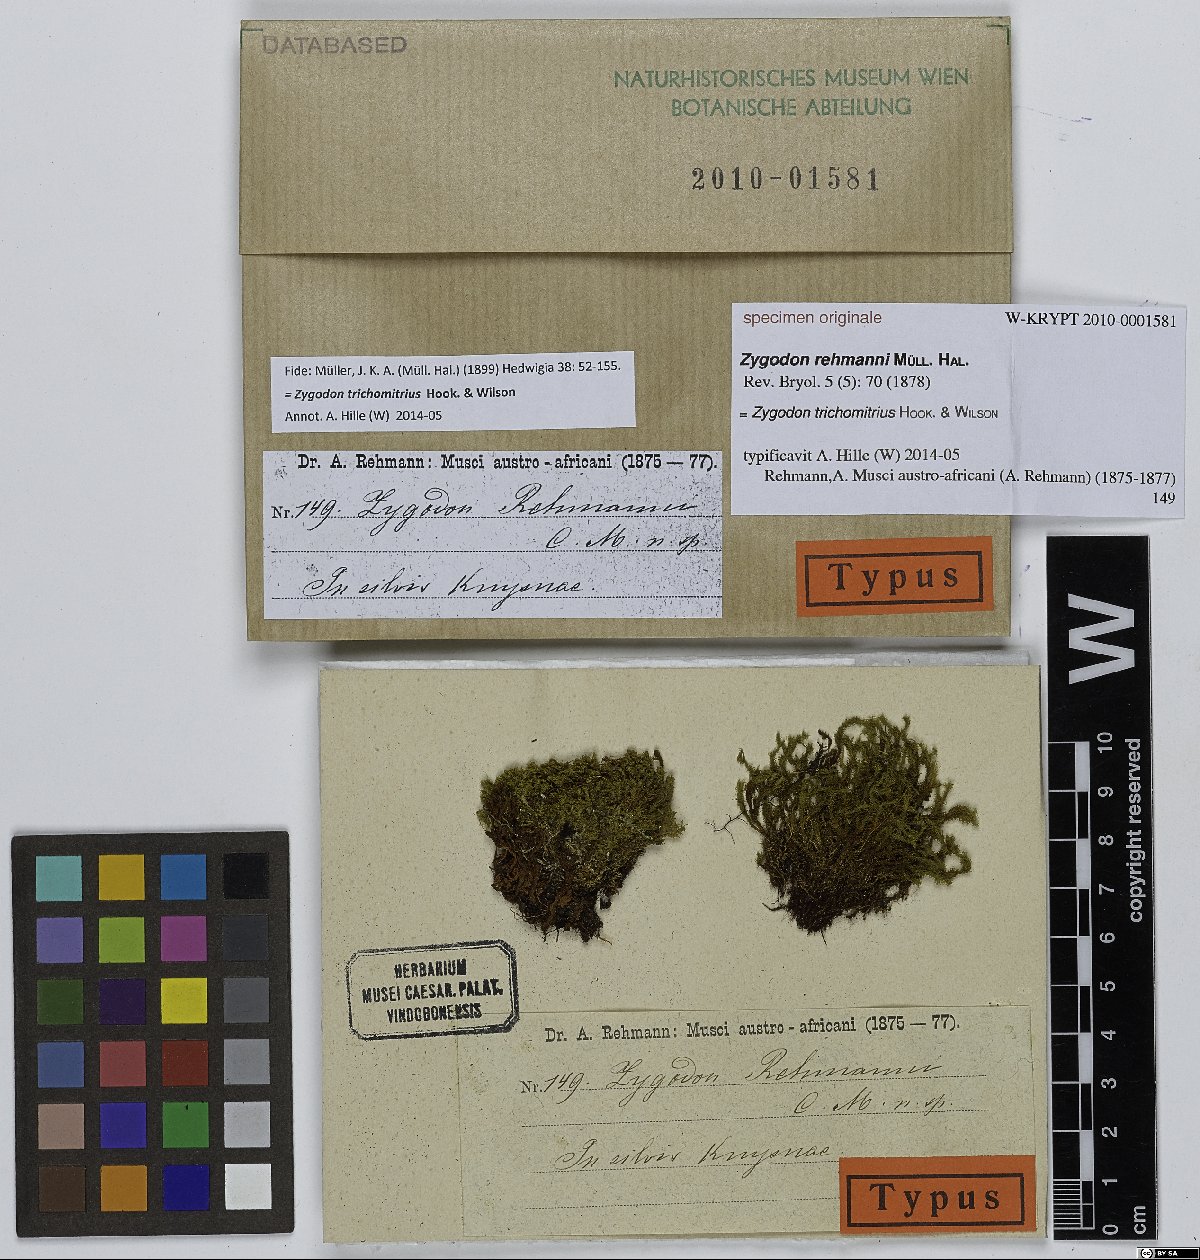 DATABASED
NATURHISTORISCHES MUSEUM WIEN
BOTANISCHE ABTEILUNG
2010-01581
specimen originale W-KRYPT 2010-0001581
Zygodon rehmanni MÜLL. HAL.
Rev. Bryol. 5 (5): 70 (1878)
= Zygodon trichomitrius HOOK. & WILSON
typificavit A. Hille (W) 2014-05
Rehmann,A. Musci austro-africani (A. Rehmann) (1875-1877)
149
Fide: Müller, J. K. A. (Müll. Hal.) (1899) Hedwigia 38: 52-155.
= Zygodon trichomitrius Hook. & Wilson
Annot. A. Hille (W) 2014-05
Dr. A. Rehmann: Musci austro-africani (1875 — 77).
Nr. 149. Zygodon Rehmanni
C. M. n. sp.
In silvis Knysnae.
Typus
W
10
9
8
7
6
5
4
3
2
1
0
cm
copyright reserved
HERBARIUM
MUSEI CAESAR. PALAT.
VINDOBONENSIS
Dr. A. Rehmann: Musci austro-africani (1875 — 77).
Nr. 149. Zygodon Rehmanni
C. M. n. sp.
In silvis Knysnae
Typus
CC BY SA